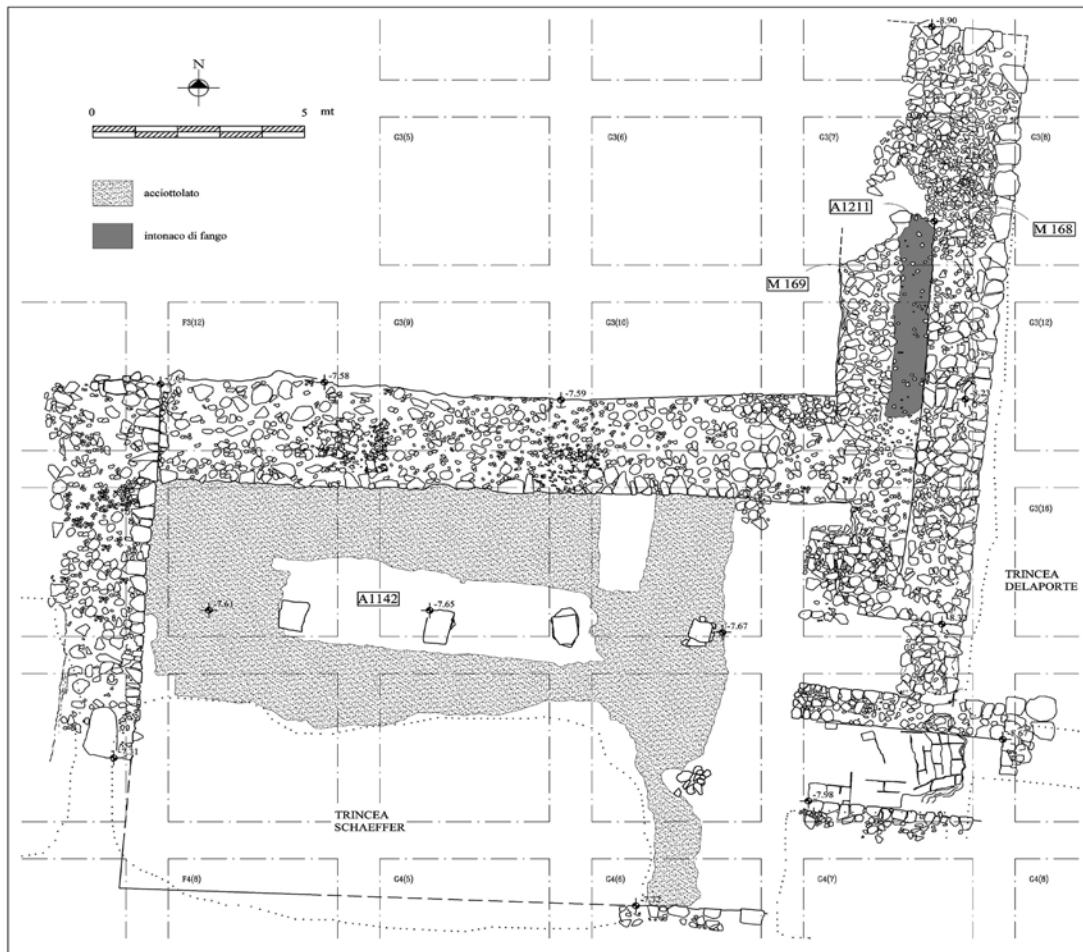 -8.90
N
0 5 mt
G3(5) G3(6) G3(7) G3(8)
acciottolato
A1211
intonaco di fango
M 168
M 169
F3(12) G3(9) G3(10) G3(12)
-7.58
-7.59
G3(16)
TRINCEA
DELAPORTE
A1142
-7.61 -7.65
-7.67
-7.98
TRINCEA
SCHAEFFER
F4(8) G4(5) G4(6) G4(7) G4(8)